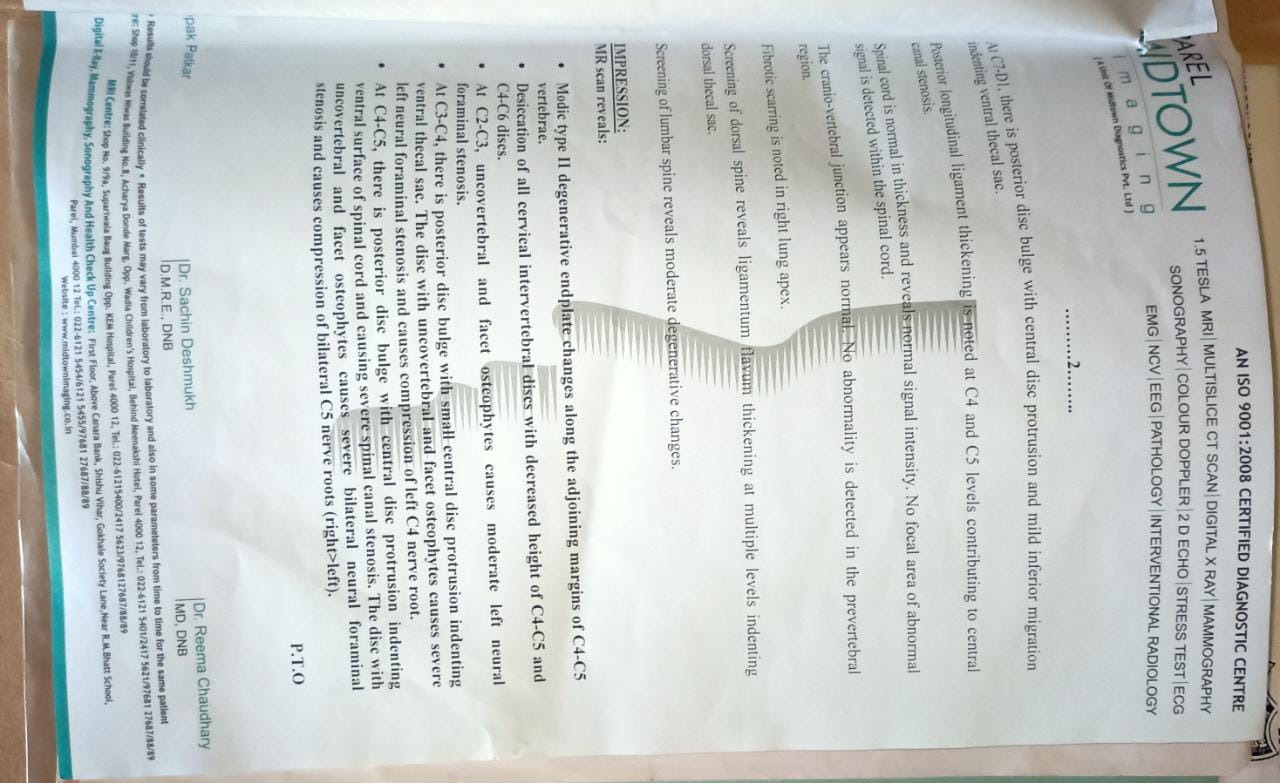 PAREL
MIDTOWN
imaging
( A Unit Of Midtown Diagnostics Pvt. Ltd )
AN ISO 9001:2008 CERTIFIED DIAGNOSTIC CENTRE
1.5 TESLA MRI|MULTISLICE CT SCAN|DIGITAL X RAY|MAMMOGRAPHY
SONOGRAPHY|COLOUR DOPPLER|2 D ECHO|STRESS TEST|ECG
EMG|NCV|EEG|PATHOLOGY|INTERVENTIONAL RADIOLOGY
.........2........
At C7-D1, there is posterior disc bulge with central disc protrusion and mild inferior migration
indenting ventral thecal sac.
Posterior longitudinal ligament thickening is noted at C4 and C5 levels contributing to central
canal stenosis.
Spinal cord is normal in thickness and reveals normal signal intensity. No focal area of abnormal
signal is detected within the spinal cord.
The cranio-vertebral junction appears normal. No abnormality is detected in the prevertebral
region.
Fibrotic scarring is noted in right lung apex.
Screening of dorsal spine reveals ligamentum flavum thickening at multiple levels indenting
dorsal thecal sac.
Screening of lumbar spine reveals moderate degenerative changes.
IMPRESSION:
MR scan reveals:
• Modic type II degenerative endplate changes along the adjoining margins of C4-C5
vertebrae.
• Desiccation of all cervical intervertebral discs with decreased height of C4-C5 and
C4-C6 discs.
• At C2-C3, uncovertebral and facet osteophytes causes moderate left neural
foraminal stenosis.
• At C3-C4, there is posterior disc bulge with small central disc protrusion indenting
ventral thecal sac. The disc with uncovertebral and facet osteophytes causes severe
left neural foraminal stenosis and causes compression of left C4 nerve root.
• At C4-C5, there is posterior disc bulge with central disc protrusion indenting
ventral surface of spinal cord and causing severe spinal canal stenosis. The disc with
uncovertebral and facet osteophytes causes severe bilateral neural foraminal
stenosis and causes compression of bilateral C5 nerve roots (right>left).
P.T.O
pak Patkar
Dr. Sachin Deshmukh
D.M.R.E., DNB
Dr. Reema Chaudhary
MD, DNB
Results should be correlated clinically • Results of tests may vary from laboratory to laboratory and also in some parameters from time to time for the same patient
re: Shop 10/11, Vishwas Niwas Building No.8, Acharya Donde Marg, Opp. Wadia Children's Hospital, Behind Meenakshi Hotel, Parel 4000 12, Tel.: 022-6121 5401/2417 5621/97681 27687/88/89
MRI Centre: Shop No. 9/9a, Supariwala Baug Building Opp. KEM Hospital, Parel 4000 12, Tel.: 022-61215400/2417 5623/9768127687/88/89
Digital X-Ray, Mammography, Sonography And Health Check Up Centre: First Floor, Above Canara Bank, Shishu Vihar, Gokhale Society Lane,Near R.M.Bhatt School,
Parel, Mumbai 4000 12 Tel.: 022-6121 5454/6121 5455/97681 27687/88/89
Website : www.midtownimaging.co.in